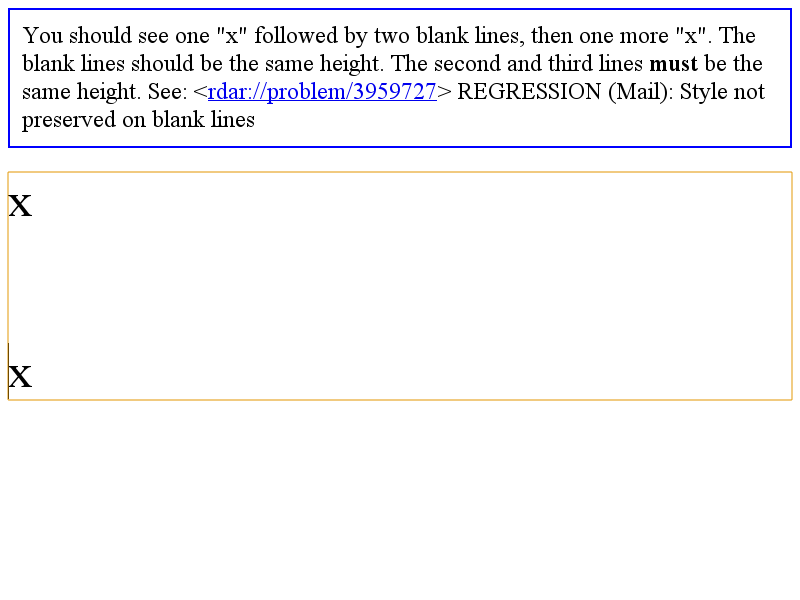 You should see one "x" followed by two blank lines, then one more "x". The
blank lines should be the same height. The second and third lines must be the
same height. See: <rdar://problem/3959727> REGRESSION (Mail): Style not
preserved on blank lines
x
x